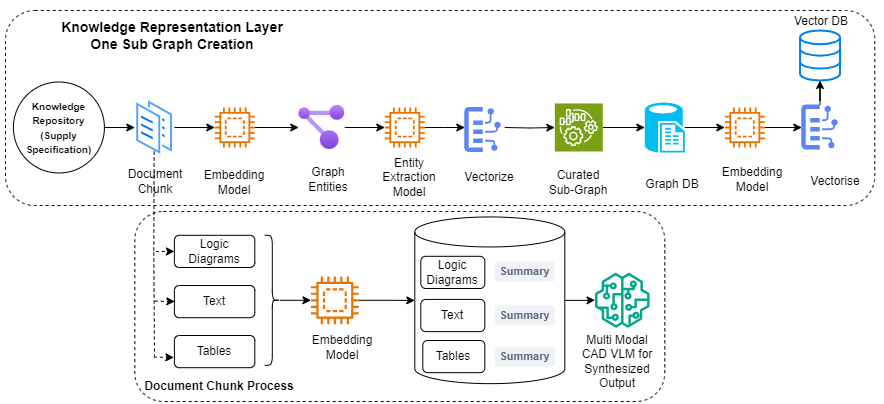 Knowledge Representation Layer
One Sub Graph Creation
Vector DB
Knowledge
Repository
(Supply
Specification)
Document
Chunk
Embedding
Model
Graph
Entities
Entity
Extraction
Model
Vectorize
Curated
Sub-Graph
Graph DB
Embedding
Model
Vectorise
Logic
Diagrams
Text
Tables
Embedding
Model
Logic
Diagrams
Summary
Text
Summary
Tables
Summary
Multi Modal
CAD VLM for
Synthesized
Output
Document Chunk Process